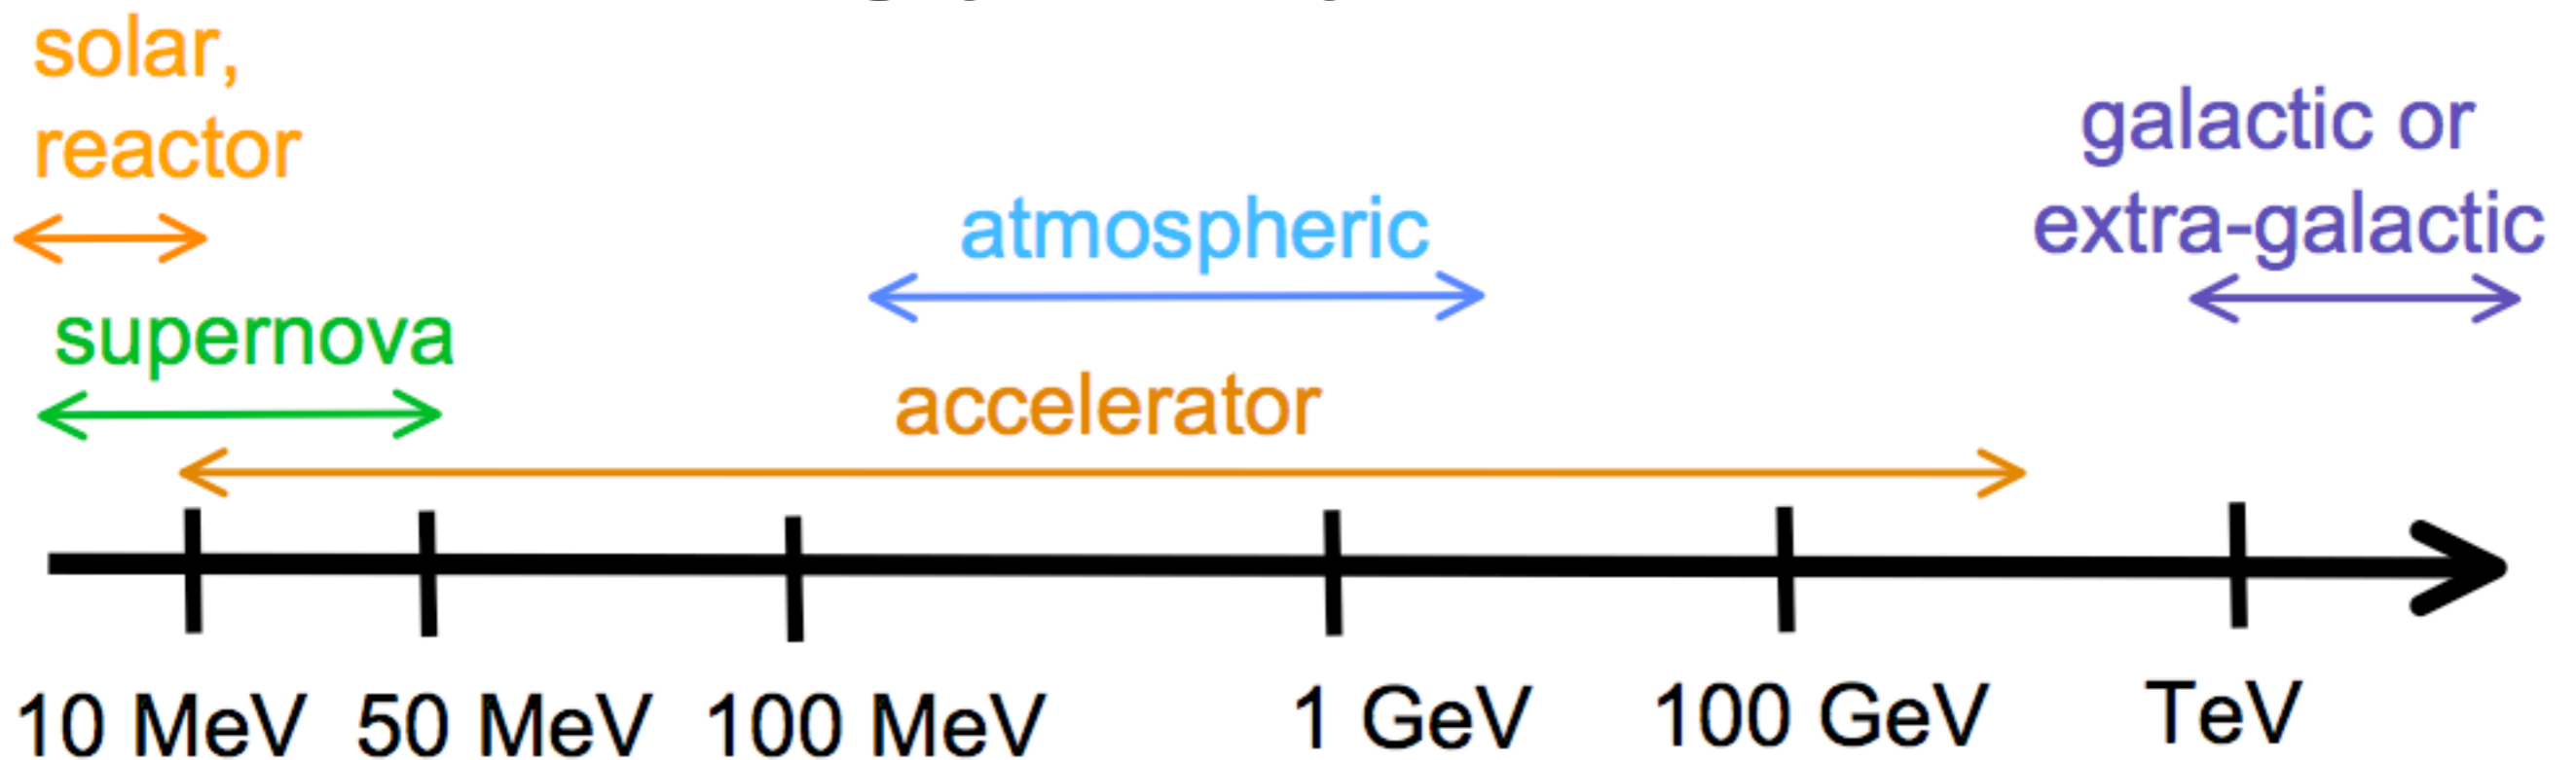 solar,
reactor
supernova
atmospheric
accelerator
galactic or
extra-galactic
10 MeV
50 MeV
100 MeV
1 GeV
100 GeV
TeV